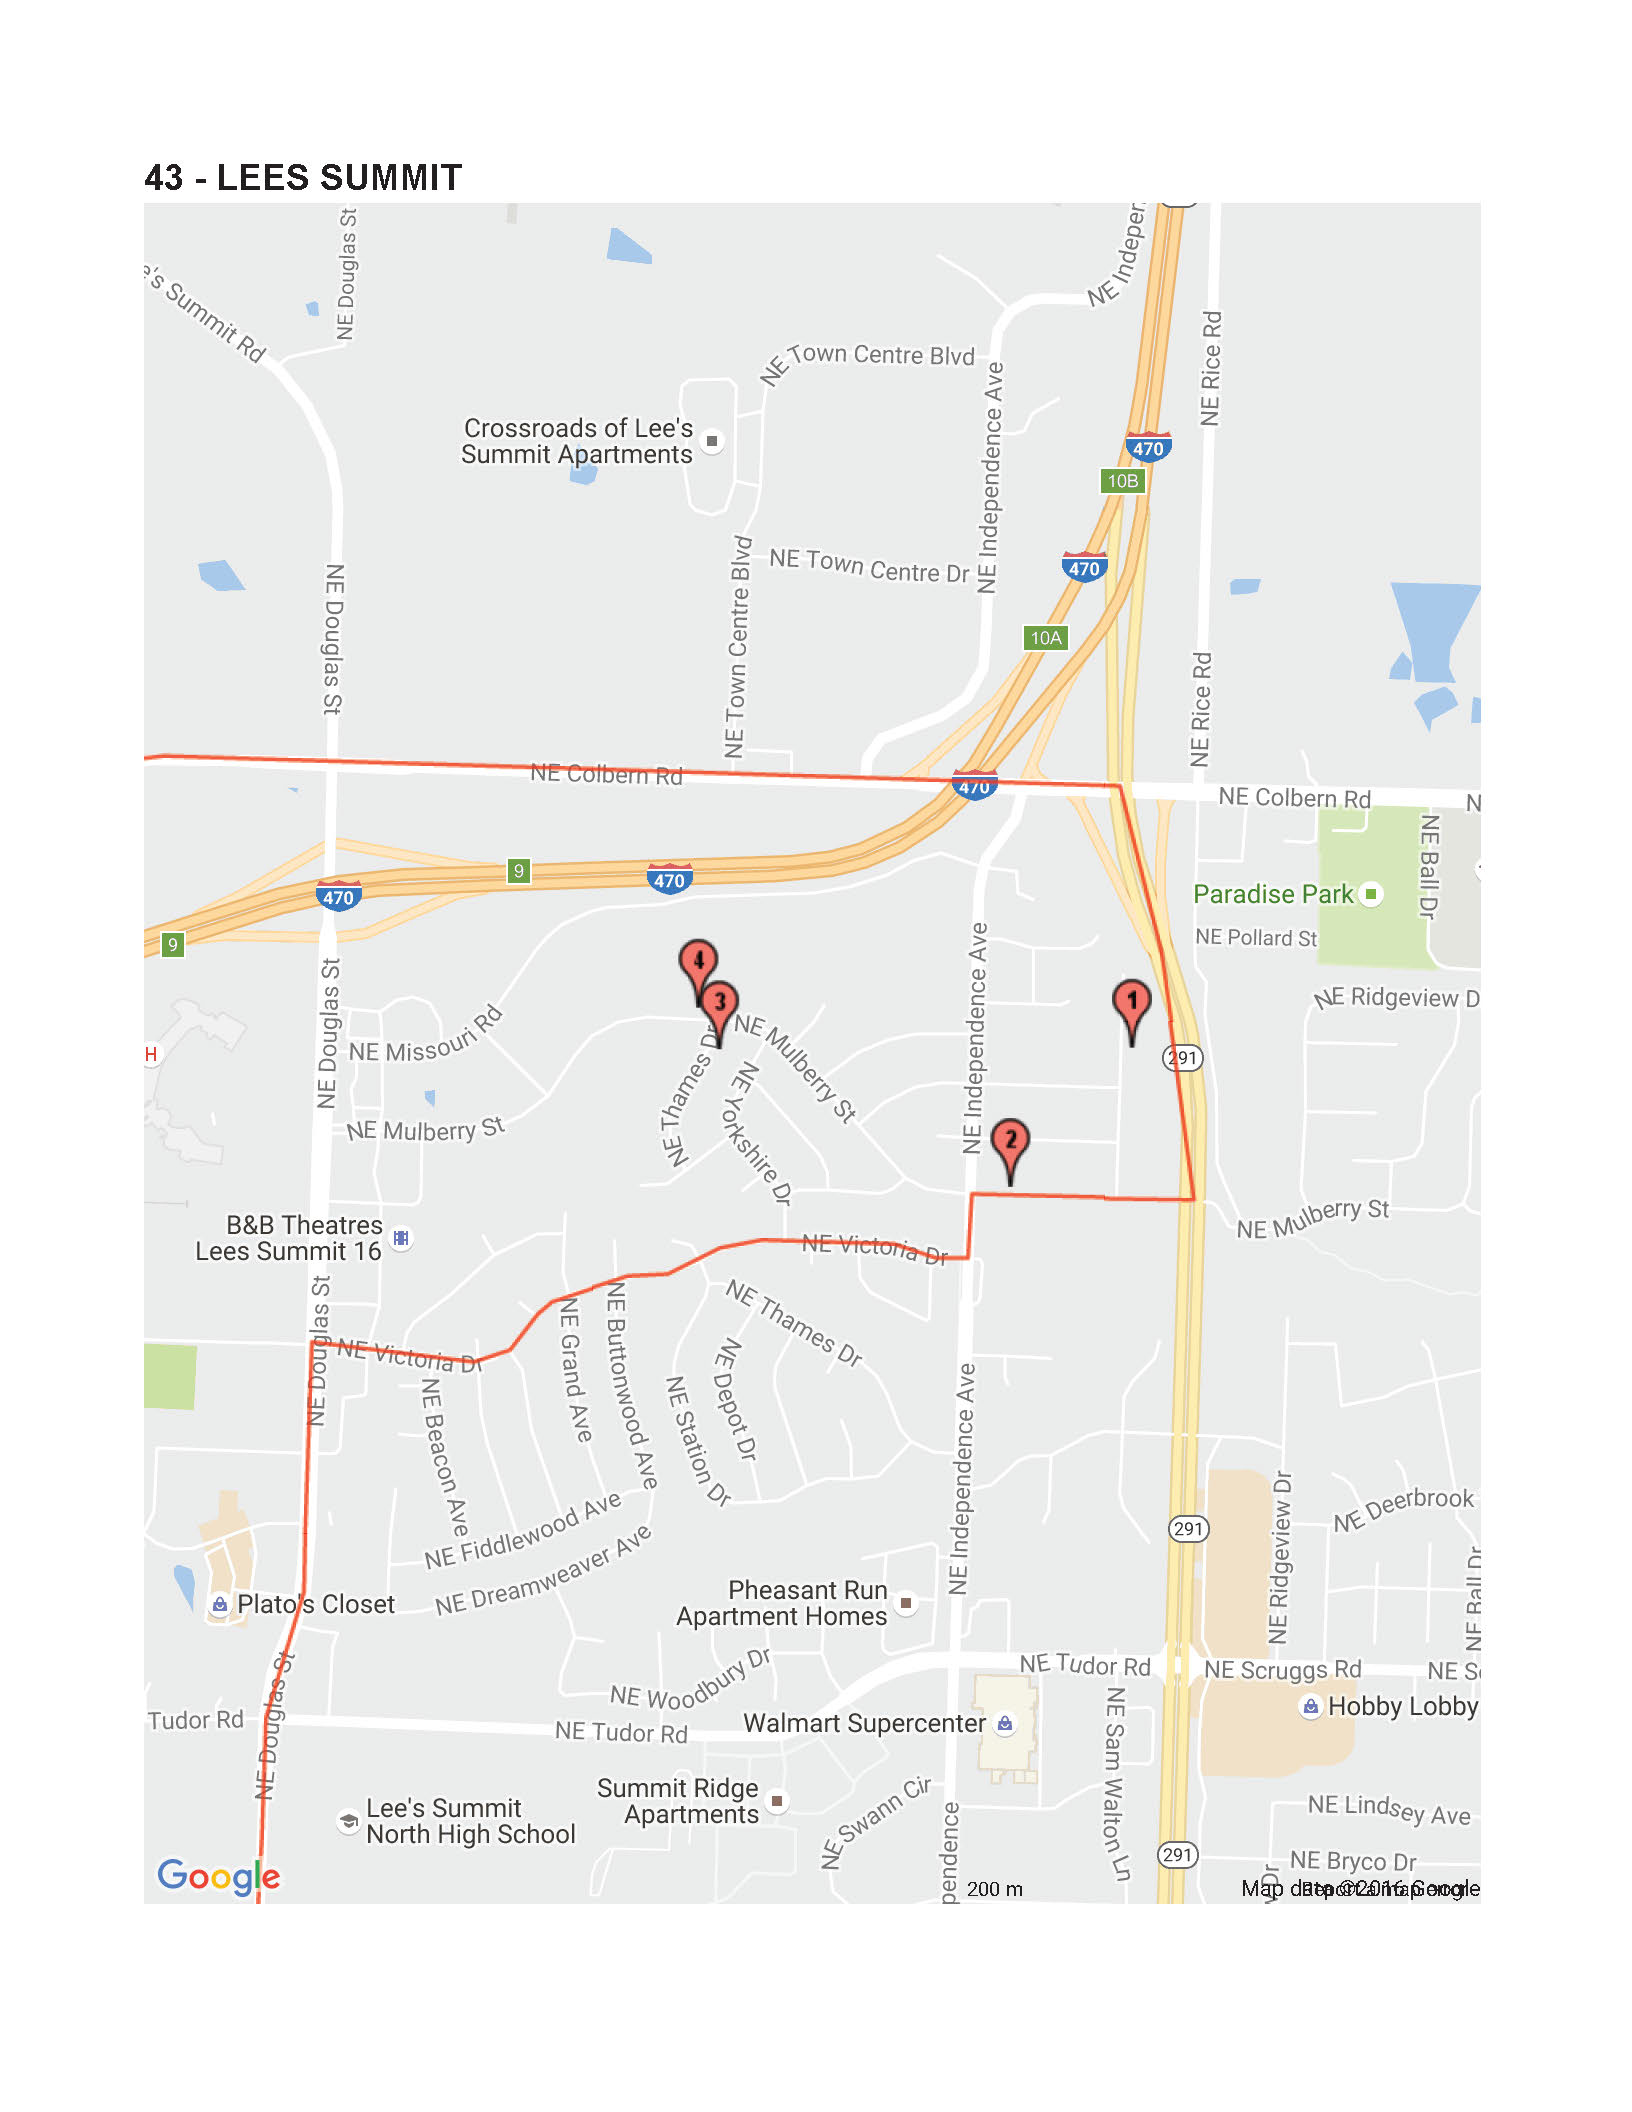 43 - LEES SUMMIT
NE Douglas St
e's Summit Rd
NE Indepen
NE Rice Rd
NE Town Centre Blvd
NE Independence Ave
Crossroads of Lee's
Summit Apartments
470
10B
NE Town Centre Dr
470
NE Douglas St
NE Town Centre Blvd
10A
NE Rice Rd
NE Colbern Rd
470
NE Colbern Rd
N
NE Ball Dr
9
470
470
Paradise Park
9
NE Pollard St
NE Independence Ave
4
3
1
NE Ridgeview D
NE Douglas St
NE Missouri Rd
NE Mulberry St
H
291
NE Thames Dr
NE Yorkshire Dr
NE Mulberry St
2
NE Mulberry St
B&B Theatres
Lees Summit 16
NE Victoria Dr
NE Douglas St
NE Thames Dr
NE Victoria Dr
NE Grand Ave
NE Buttonwood Ave
NE Depot Dr
NE Beacon Ave
NE Station Dr
NE Independence Ave
NE Ridgeview Dr
NE Deerbrook
NE Fiddlewood Ave
291
NE Dreamweaver Ave
NE Ball Dr
Plato's Closet
Pheasant Run
Apartment Homes
NE Douglas St
NE Woodbury Dr
NE Tudor Rd
NE Scruggs Rd
NE Sc
Tudor Rd
NE Tudor Rd
Walmart Supercenter
NE Sam Walton Ln
Hobby Lobby
Summit Ridge
Apartments
NE Swann Cir
Lee's Summit
North High School
NE Lindsey Ave
291
NE Bryco Dr
pendence
w Dr
Google
200 m
Map data ©2016 Google